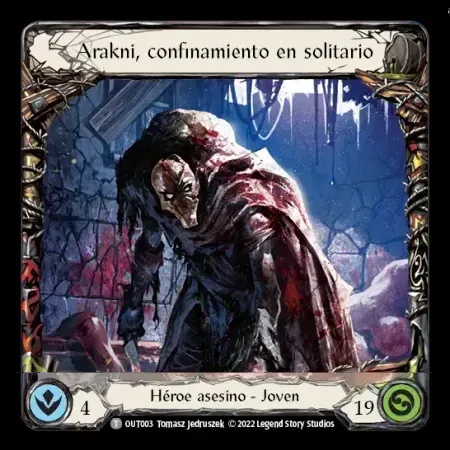 Arakni, confinamiento en solitario
Héroe asesino - Joven
4
19
T OUT003 Tomasz Jedruszek © 2022 Legend Story Studios